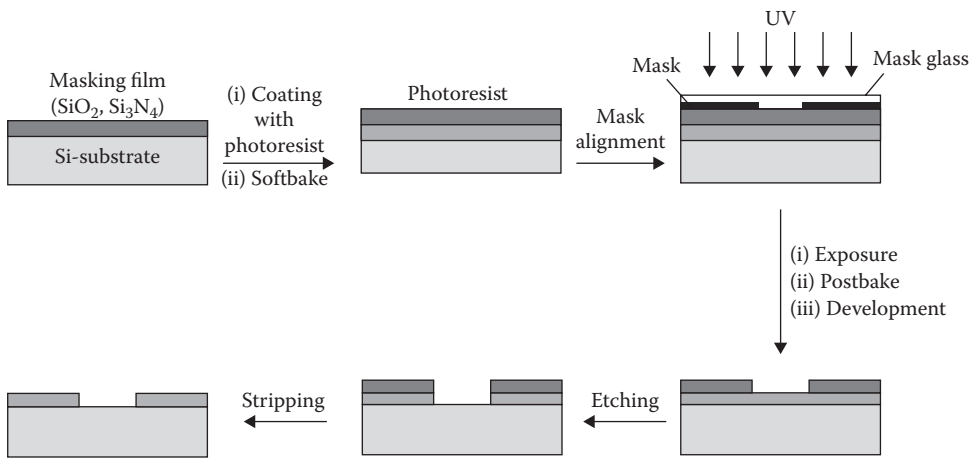 Masking film
(SiO₂, Si₃N₄)
Si-substrate
(i) Coating
with
photoresist
(ii) Softbake
Photoresist
Mask
alignment
UV
Mask
Mask glass
(i) Exposure
(ii) Postbake
(iii) Development
Etching
Stripping